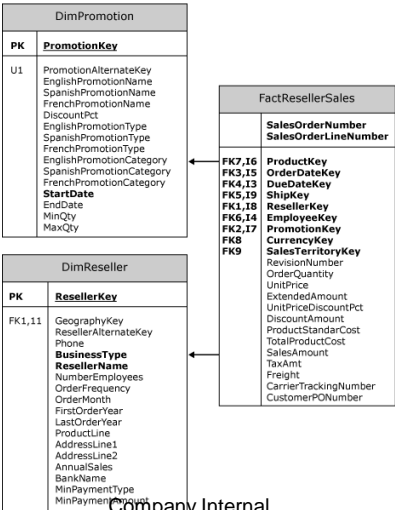 DimPromotion
PK PromotionKey
U1 PromotionAlternateKey
EnglishPromotionName
SpanishPromotionName
FrenchPromotionName
DiscountPct
EnglishPromotionType
SpanishPromotionType
FrenchPromotionType
EnglishPromotionCategory
SpanishPromotionCategory
FrenchPromotionCategory
StartDate
EndDate
MinQty
MaxQty
DimReseller
PK ResellerKey
FK1,11 GeographyKey
ResellerAlternateKey
Phone
BusinessType
ResellerName
NumberEmployees
OrderFrequency
OrderMonth
FirstOrderYear
LastOrderYear
ProductLine
AddressLine1
AddressLine2
AnnualSales
BankName
MinPaymentType
MinPaymentAmount
FactResellerSales
SalesOrderNumber
SalesOrderLineNumber
FK7,I6 ProductKey
FK3,I5 OrderDateKey
FK4,I3 DueDateKey
FK5,I9 ShipKey
FK1,I8 ResellerKey
FK6,I4 EmployeeKey
FK2,I7 PromotionKey
FK8 CurrencyKey
FK9 SalesTerritoryKey
RevisionNumber
OrderQuantity
UnitPrice
ExtendedAmount
UnitPriceDiscountPct
DiscountAmount
ProductStandarCost
TotalProductCost
SalesAmount
TaxAmt
Freight
CarrierTrackingNumber
CustomerPONumber
Company Internal